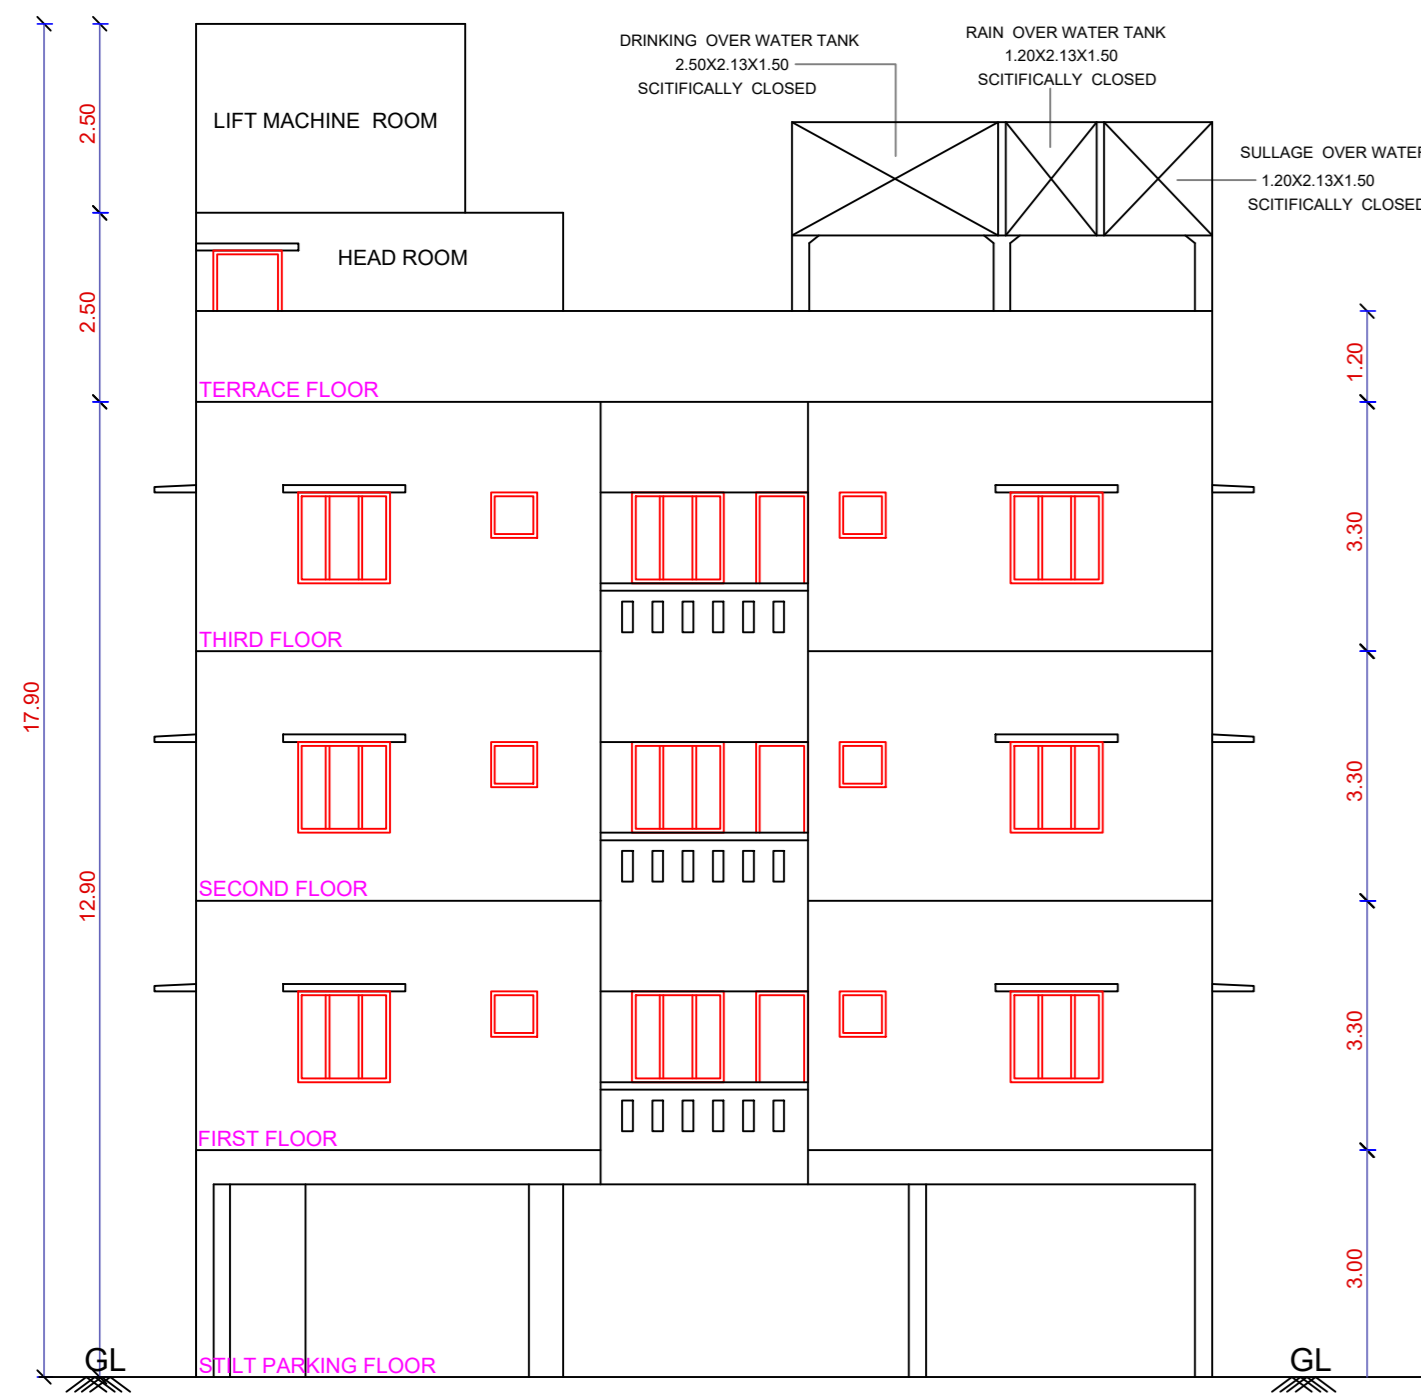 DRINKING OVER WATER TANK
2.50X2.13X1.50
SCITIFICALLY CLOSED
RAIN OVER WATER TANK
1.20X2.13X1.50
SCITIFICALLY CLOSED
SULLAGE OVER WATER
1.20X2.13X1.50
SCITIFICALLY CLOSED
LIFT MACHINE ROOM
2.50
HEAD ROOM
2.50
1.20
TERRACE FLOOR
3.30
THIRD FLOOR
17.90
3.30
SECOND FLOOR
12.90
3.30
FIRST FLOOR
3.00
GL
STILT PARKING FLOOR
GL